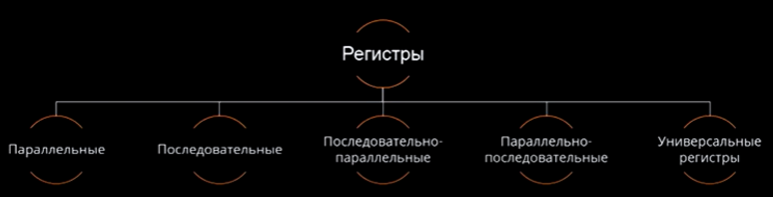 Регистры
Параллельные
Последовательные
Последовательно-
параллельные
Параллельно-
последовательные
Универсальные
регистры